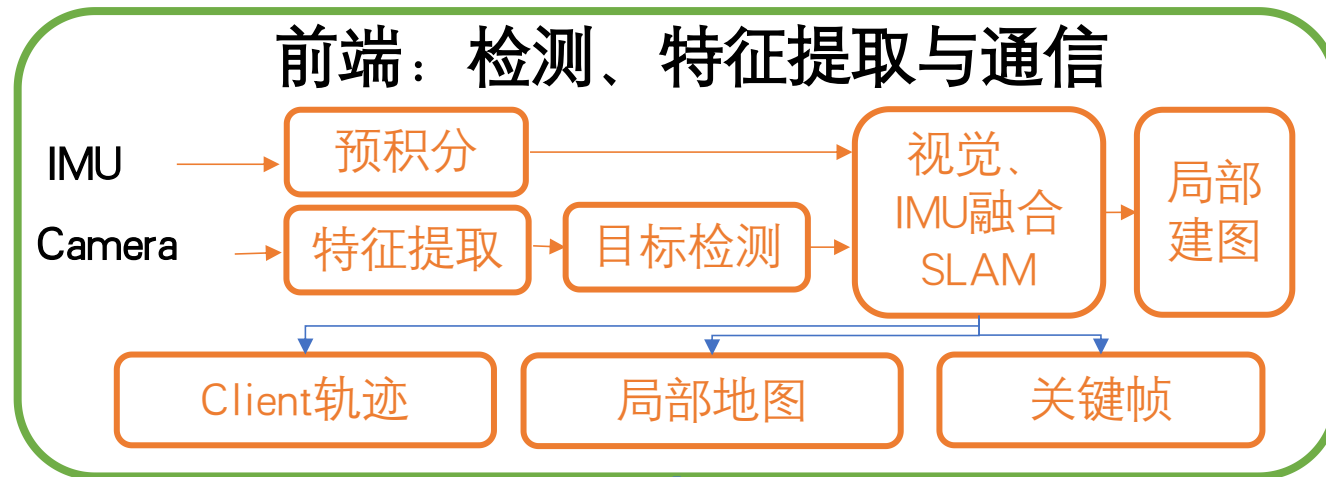 前端：检测、特征提取与通信
IMU
预积分
Camera
特征提取
目标检测
视觉、
IMU融合
SLAM
局部
建图
Client轨迹
局部地图
关键帧